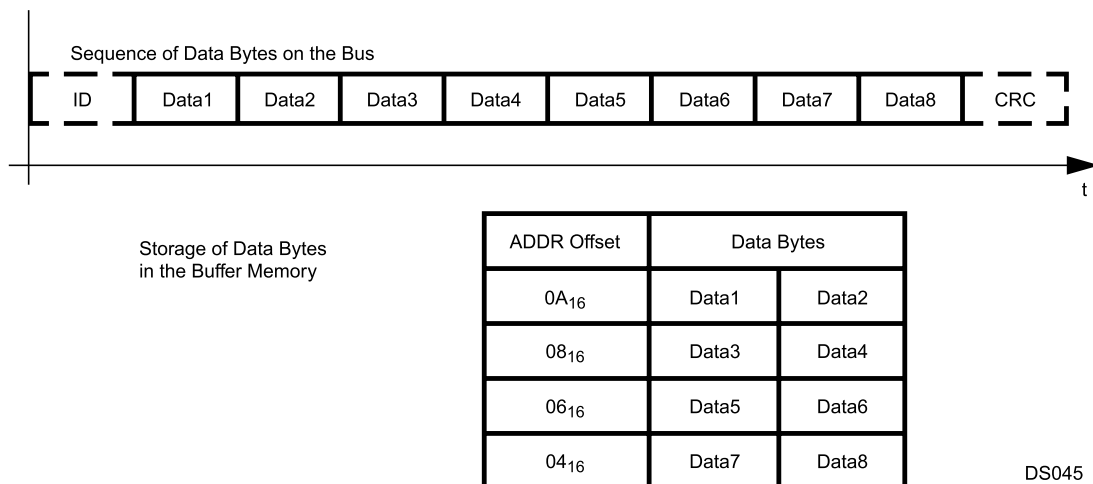 Sequence of Data Bytes on the Bus
ID Data1 Data2 Data3 Data4 Data5 Data6 Data7 Data8 CRC
t
Storage of Data Bytes
in the Buffer Memory
ADDR Offset Data Bytes
0A16 Data1 Data2
0816 Data3 Data4
0616 Data5 Data6
0416 Data7 Data8
DS045